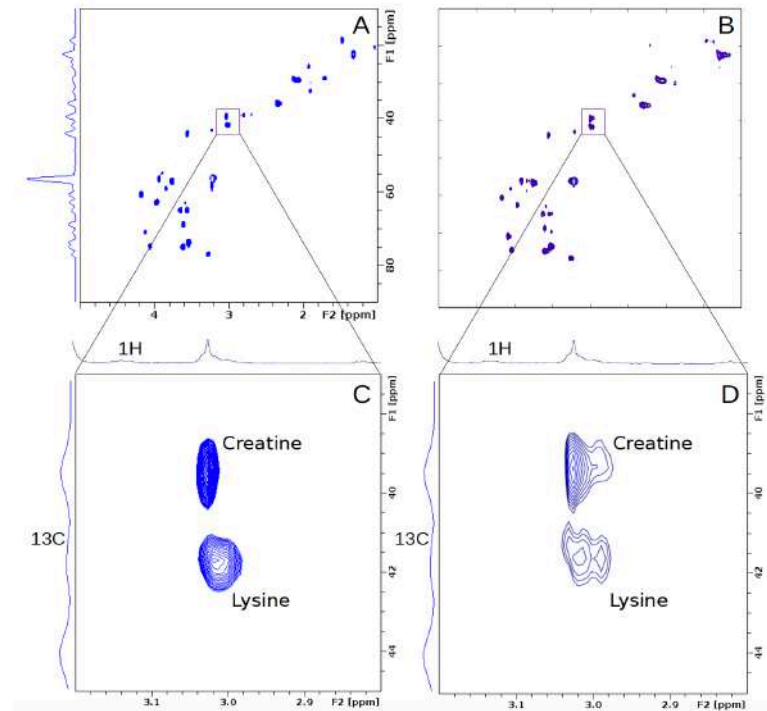 A
B
F1 [ppm]
40
60
80
4
3
2
F2 [ppm]
1H
1H
C
D
F1 [ppm]
F1 [ppm]
Creatine
Creatine
40
40
13C
13C
42
42
Lysine
Lysine
44
44
3.1
3.0
2.9
F2 [ppm]
3.1
3.0
2.9
F2 [ppm]